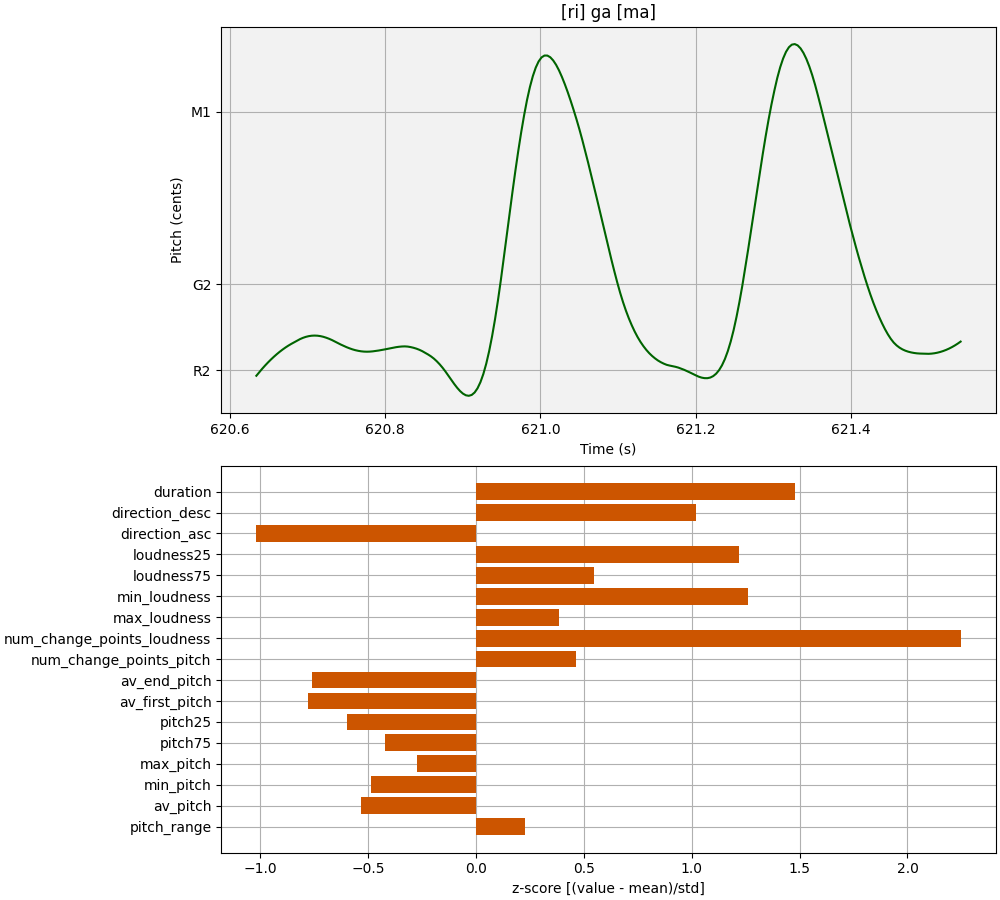 [ri] ga [ma]
M1
G2
R2
Pitch (cents)
620.6 620.8 621.0 621.2 621.4
Time (s)
duration
direction_desc
direction_asc
loudness25
loudness75
min_loudness
max_loudness
num_change_points_loudness
num_change_points_pitch
av_end_pitch
av_first_pitch
pitch25
pitch75
max_pitch
min_pitch
av_pitch
pitch_range
−1.0 −0.5 0.0 0.5 1.0 1.5 2.0
z-score [(value - mean)/std]